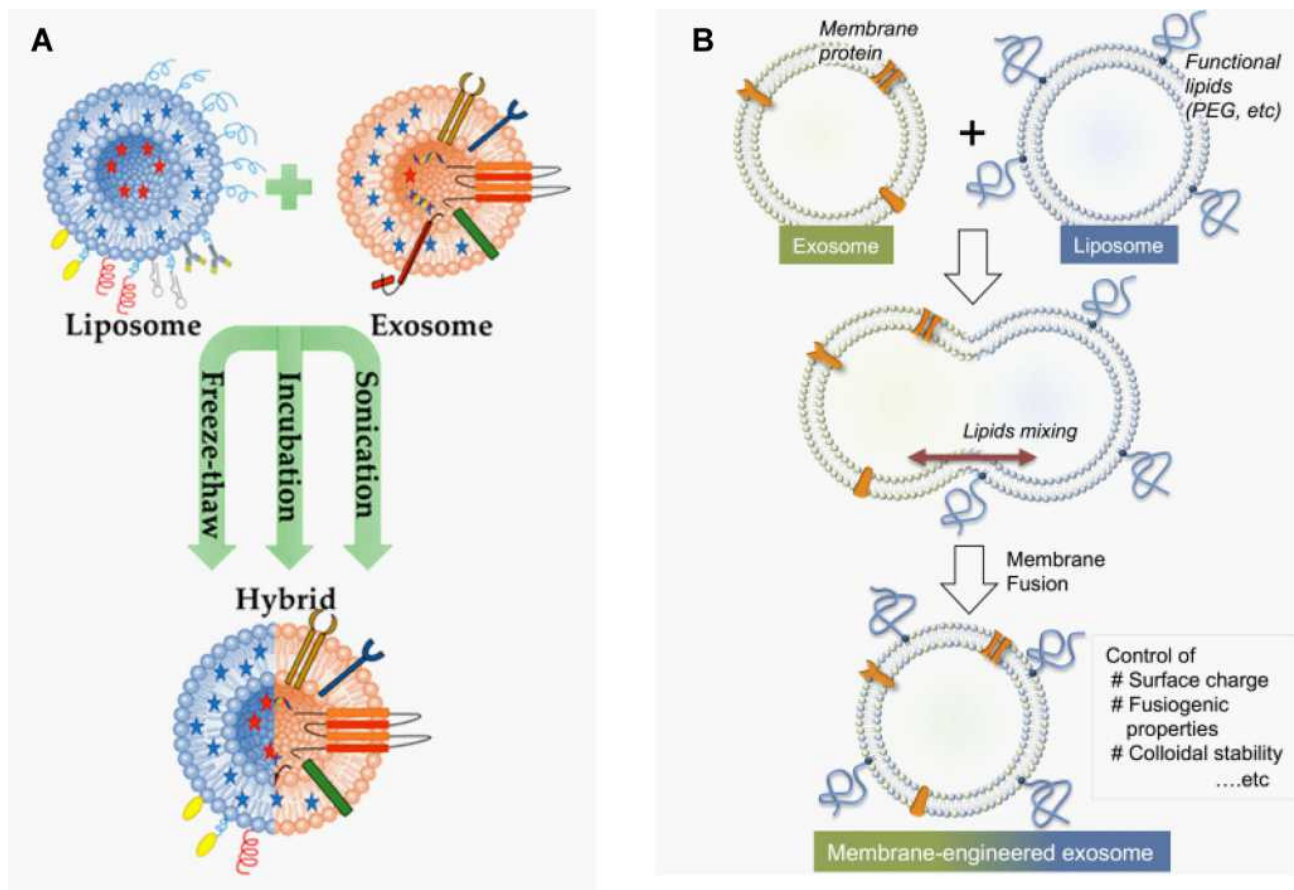 A
Liposome
Exosome
Freeze-thaw
Incubation
Sonication
Hybrid
B
Membrane
protein
Functional
lipids
(PEG, etc)
+
Exosome
Liposome
Lipids mixing
Membrane
Fusion
Control of
# Surface charge
# Fusiogenic
properties
# Colloidal stability
....etc
Membrane-engineered exosome